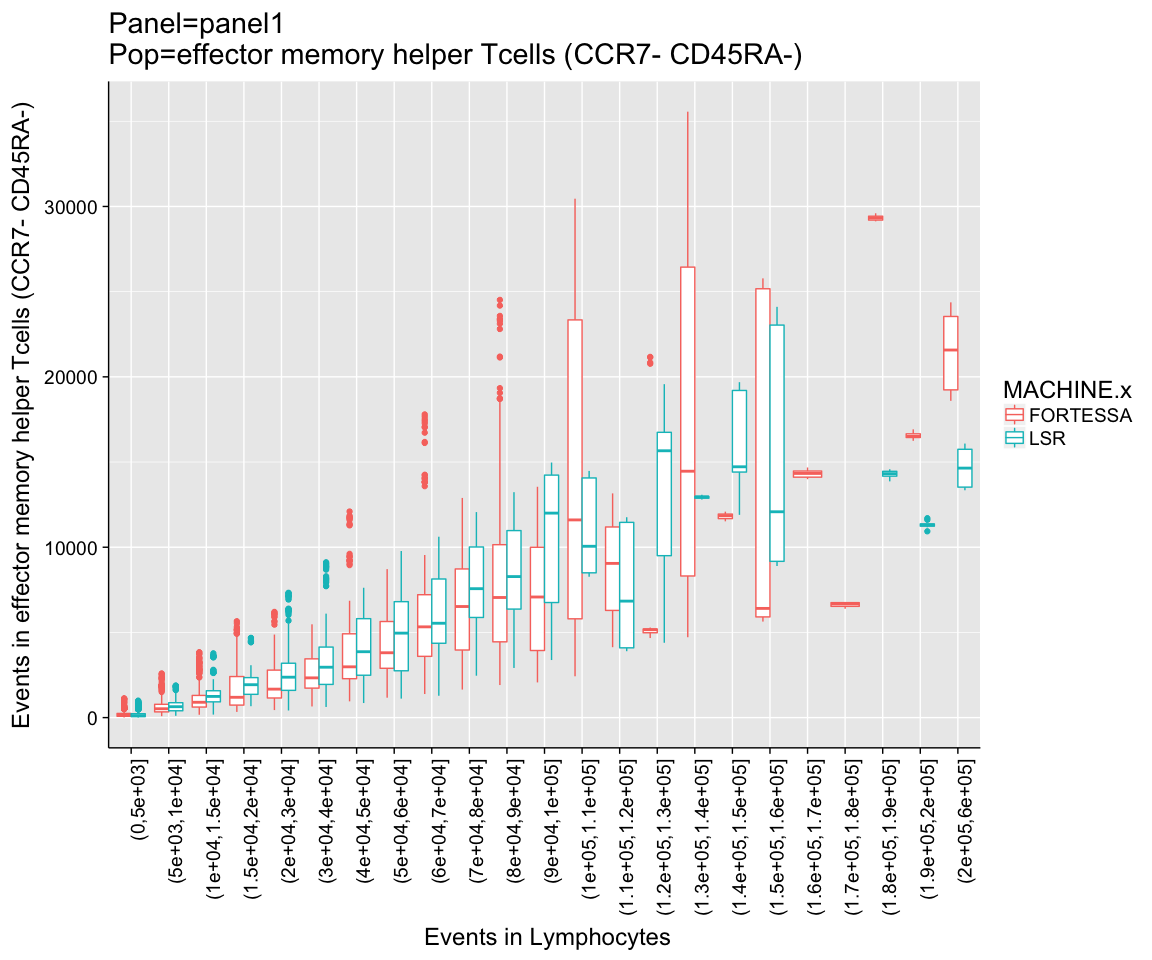 Panel=panel1
Pop=effector memory helper Tcells (CCR7- CD45RA-)
Events in effector memory helper Tcells (CCR7- CD45RA-)
30000
20000
10000
0
(0,5e+03]
(5e+03,1e+04]
(1e+04,1.5e+04]
(1.5e+04,2e+04]
(2e+04,3e+04]
(3e+04,4e+04]
(4e+04,5e+04]
(5e+04,6e+04]
(6e+04,7e+04]
(7e+04,8e+04]
(8e+04,9e+04]
(9e+04,1e+05]
(1e+05,1.1e+05]
(1.1e+05,1.2e+05]
(1.2e+05,1.3e+05]
(1.3e+05,1.4e+05]
(1.4e+05,1.5e+05]
(1.5e+05,1.6e+05]
(1.6e+05,1.7e+05]
(1.7e+05,1.8e+05]
(1.8e+05,1.9e+05]
(1.9e+05,2e+05]
(2e+05,6e+05]
Events in Lymphocytes
MACHINE.x
FORTESSA
LSR